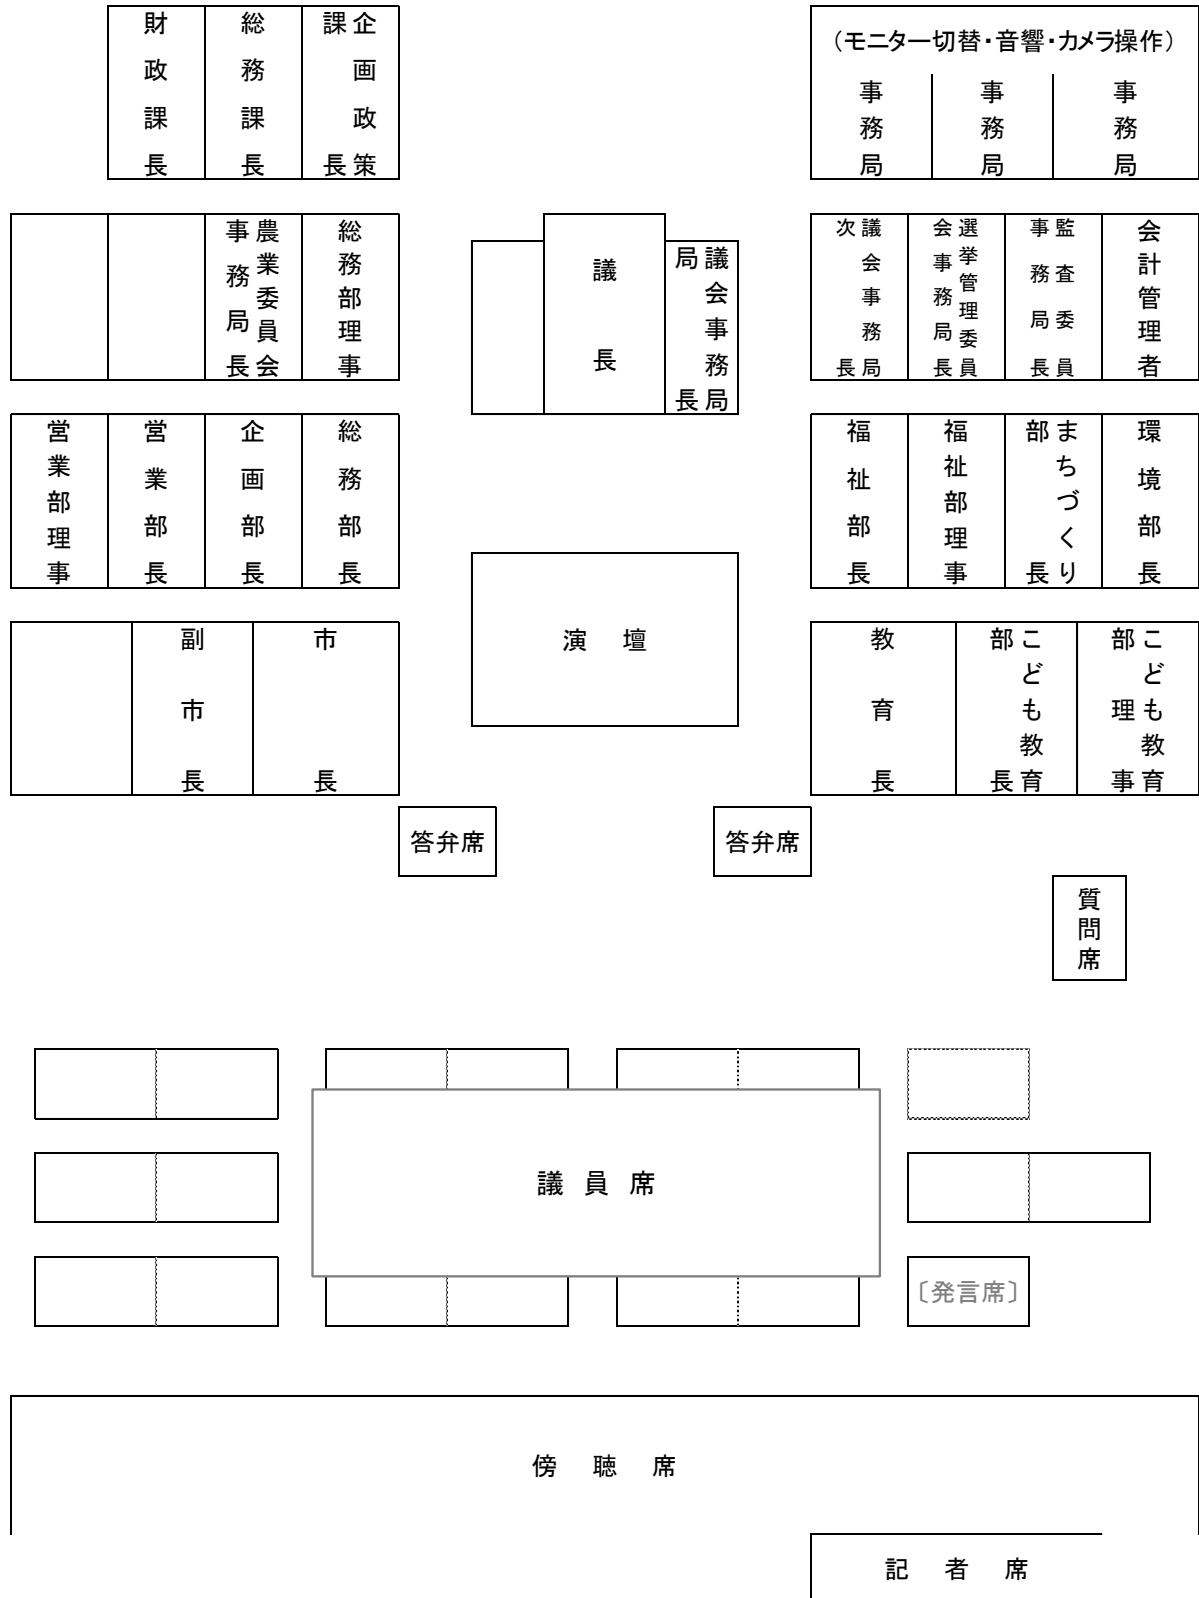 財政課長
総務課長
企画政策課長
（モニター切替・音響・カメラ操作）
事務局
事務局
事務局
農業委員会事務局長
総務部理事
議長
議会事務局局長
議会事務局次長
選挙管理委員会事務局長
監査委員事務局長
会計管理者
営業部理事
営業部長
企画部長
総務部長
福祉部長
福祉部理事
まちづくり部長
環境部長
演壇
副市長
市長
教育長
こども教育部長
こども教育部理事
答弁席
答弁席
質問席
議員席
〔発言席〕
傍聴席
記者席